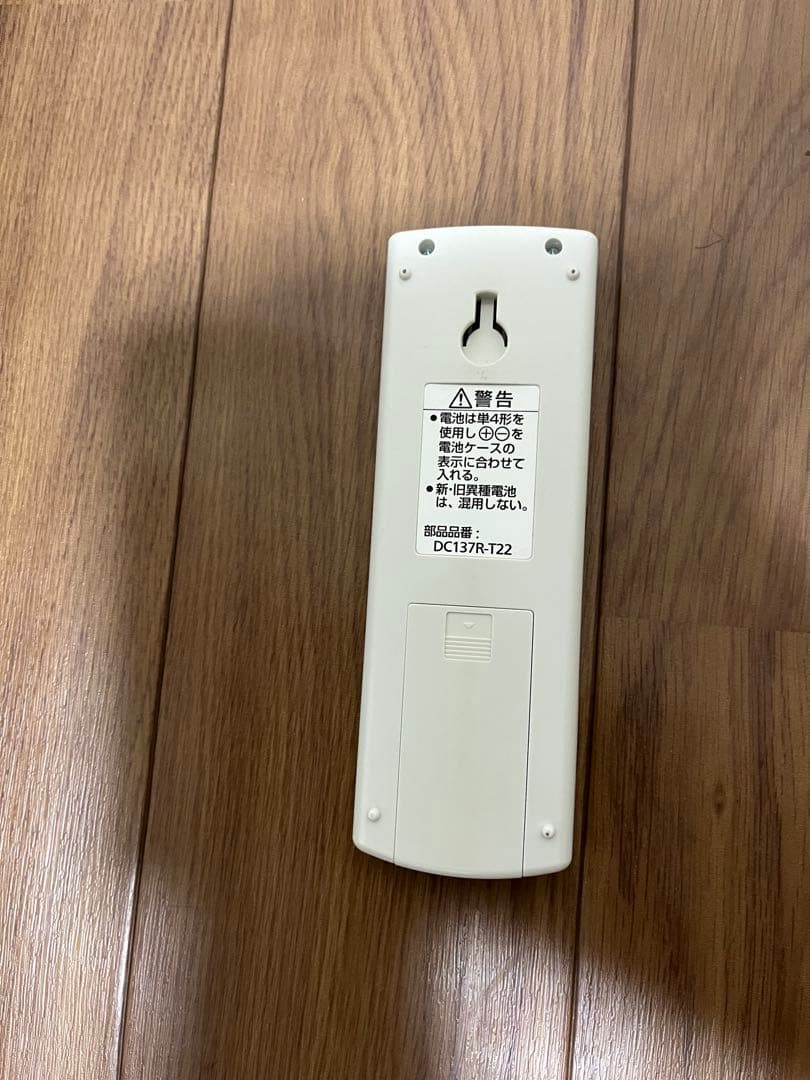 ⚠警告
●電池は単4形を
使用し⊕⊖を
電池ケースの
表示に合わせて
入れる。
●新・旧異種電池
は、混用しない。
部品品番：
DC137R-T22